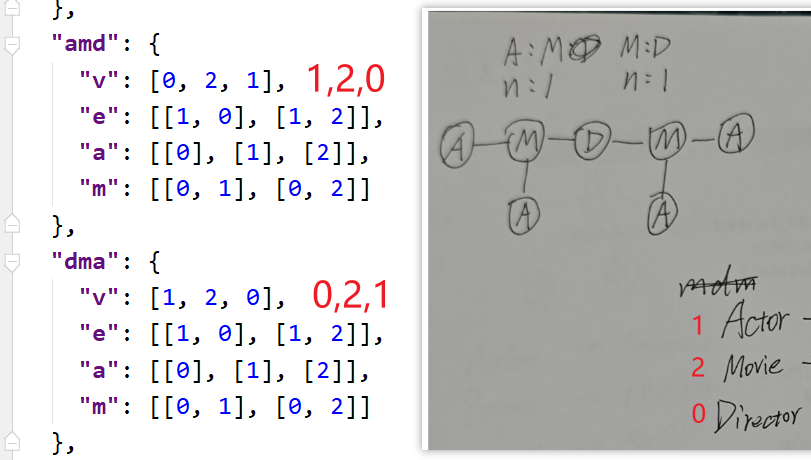 },
"amd": {
"v": [0, 2, 1], 1,2,0
"e": [[1, 0], [1, 2]],
"a": [[0], [1], [2]],
"m": [[0, 1], [0, 2]]
},
"dma": {
"v": [1, 2, 0], 0,2,1
"e": [[1, 0], [1, 2]],
"a": [[0], [1], [2]],
"m": [[0, 1], [0, 2]]
},
A:M M:D
n:1 n:1
A M D M A
A A
mdm
1 Actor -
2 Movie -
0 Director